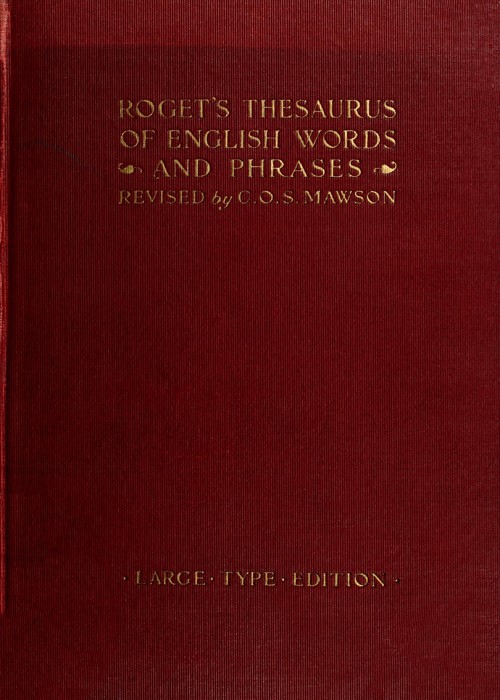 ROGET'S THESAURUS
OF ENGLISH WORDS
AND PHRASES
REVISED by C.O.S. MAWSON
· LARGE · TYPE · EDITION ·